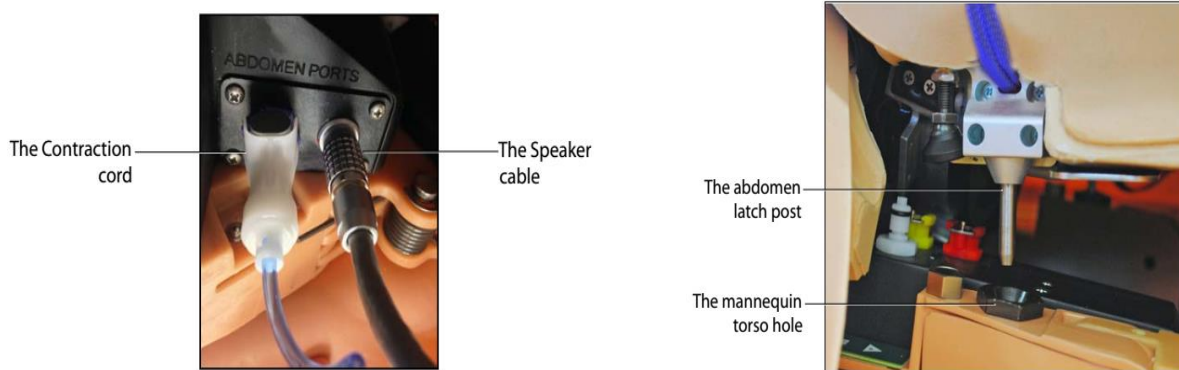 ABDOMEN PORTS
The Contraction
cord
The Speaker
cable
The abdomen
latch post
The mannequin
torso hole